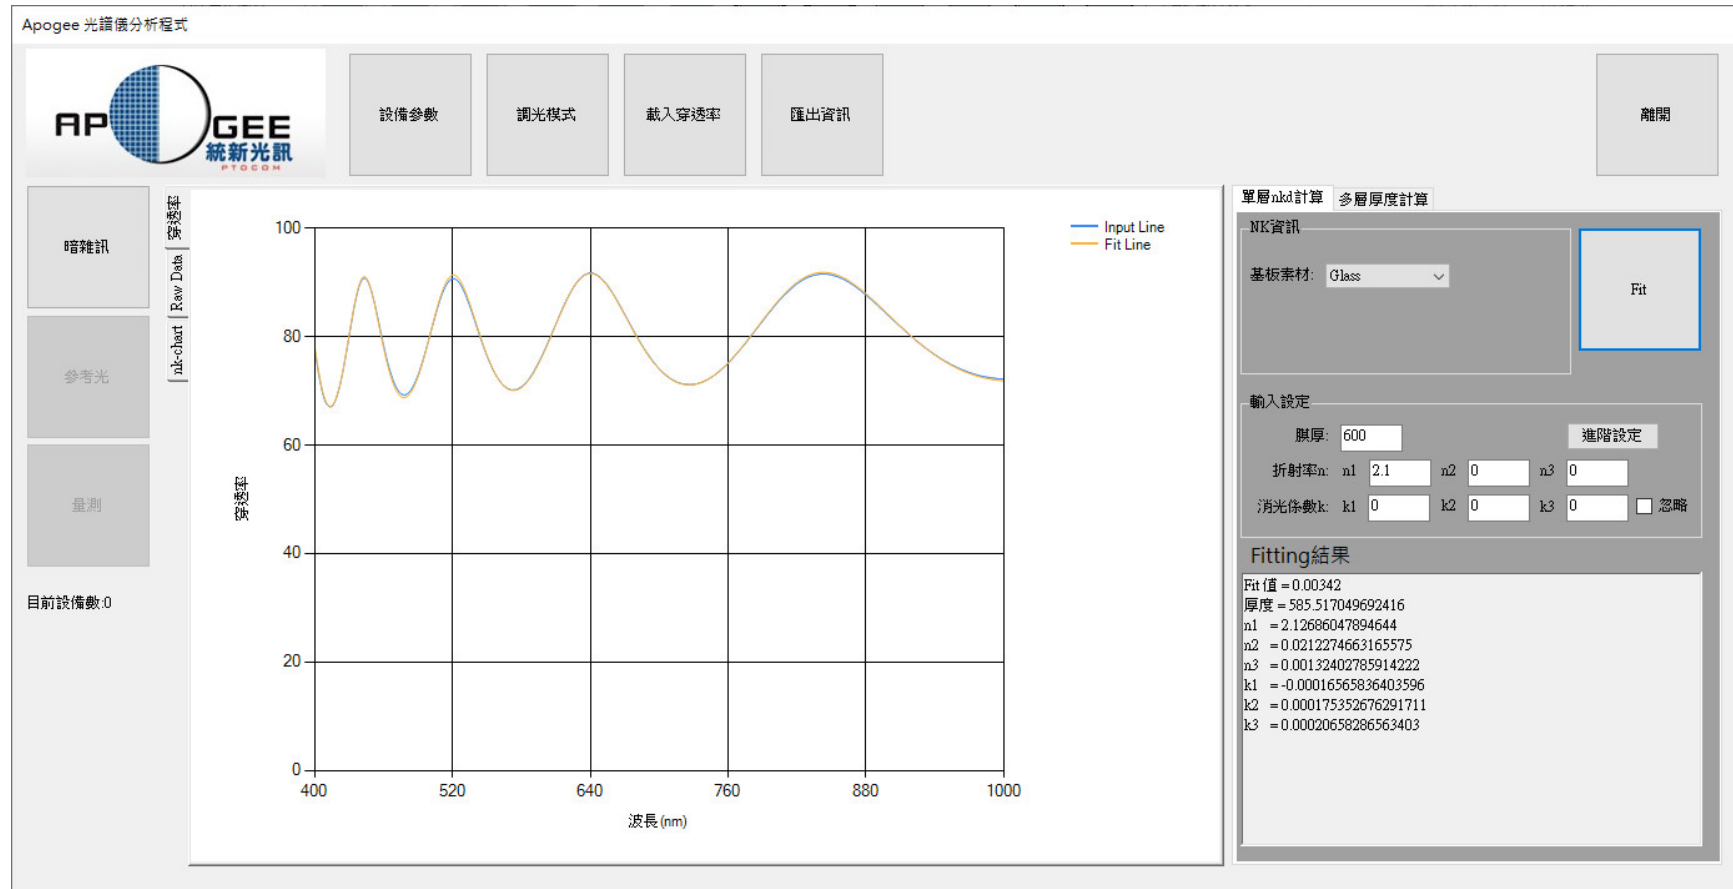 Apogee 光譜儀分析程式
AP GEE
統新光訊
PTOCOM
設備參數
調光模式
載入穿透率
匯出資訊
離開
暗雜訊
參考光
量測
目前設備數:0
穿透率
Raw Data
nk-chart
Input Line
Fit Line
100
80
60
40
20
0
穿透率
400 520 640 760 880 1000
波長(nm)
單層nkd計算 多層厚度計算
NK資訊
基板素材: Glass
Fit
輸入設定
膜厚: 600 進階設定
折射率n: n1 2.1 n2 0 n3 0
消光係數k: k1 0 k2 0 k3 0 忽略
Fitting結果
Fit 值 = 0.00342
厚度 = 585.517049692416
n1 = 2.12686047894644
n2 = 0.0212274663165575
n3 = 0.00132402785914222
k1 = -0.00016565836403596
k2 = 0.000175352676291711
k3 = 0.00020658286563403